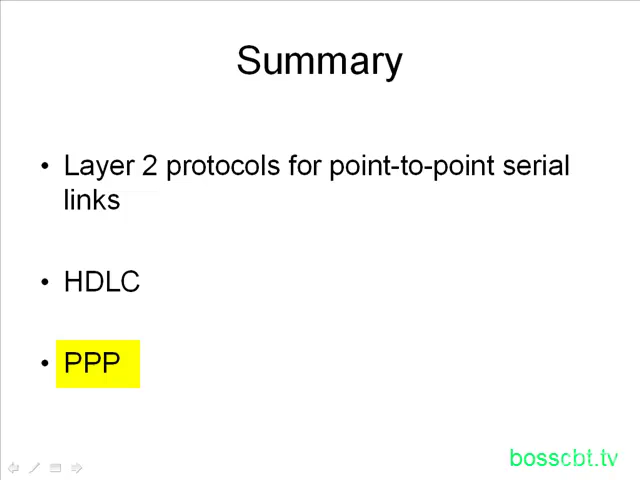 Summary
• Layer 2 protocols for point-to-point serial
links
• HDLC
• PPP
bosscbt.tv